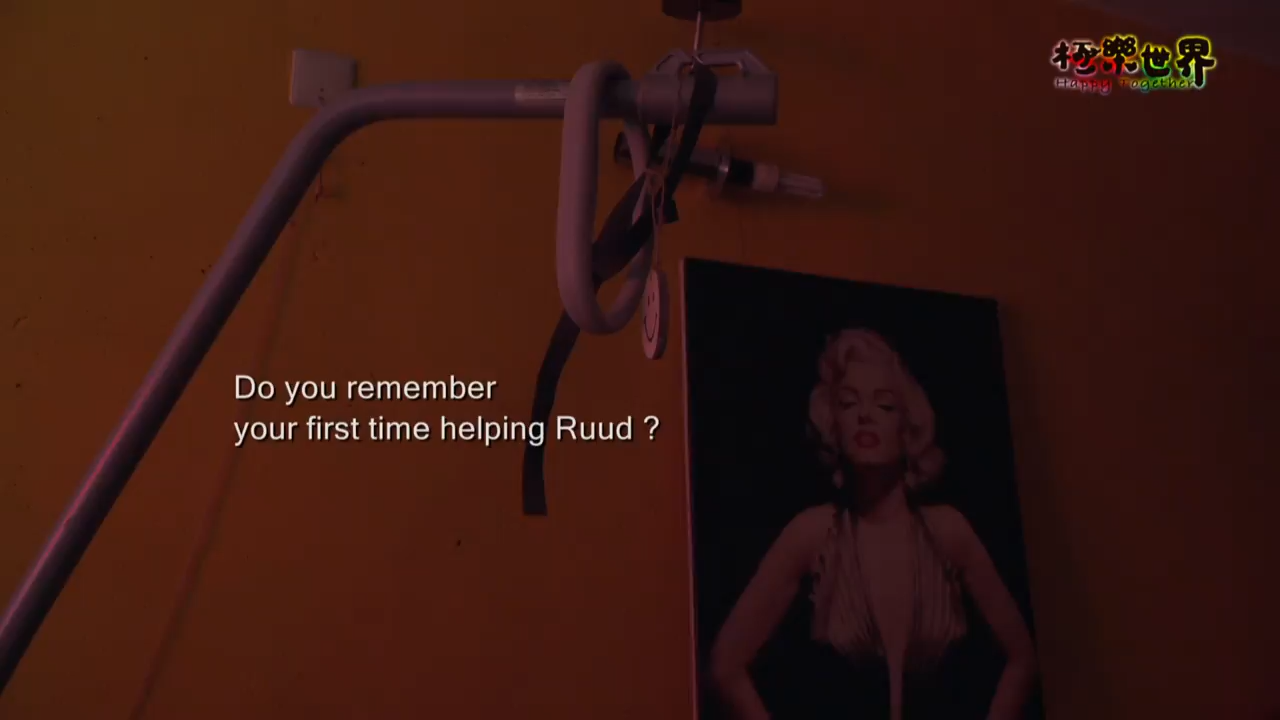 極樂世界
Happy Together
Do you remember
your first time helping Ruud ?